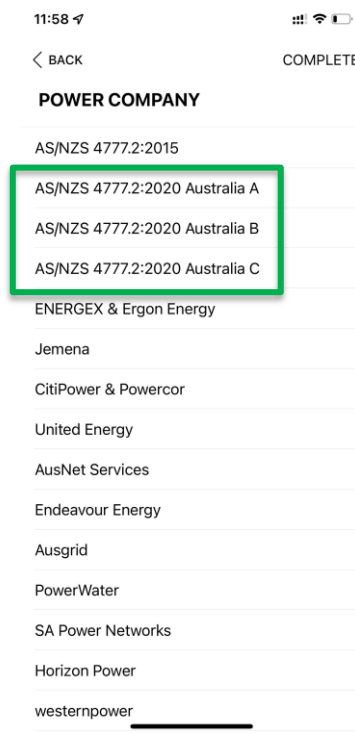 11:58
BACK
COMPLETE
POWER COMPANY
AS/NZS 4777.2:2015
AS/NZS 4777.2:2020 Australia A
AS/NZS 4777.2:2020 Australia B
AS/NZS 4777.2:2020 Australia C
ENERGEX & Ergon Energy
Jemena
CitiPower & Powercor
United Energy
AusNet Services
Endeavour Energy
Ausgrid
PowerWater
SA Power Networks
Horizon Power
westernpower